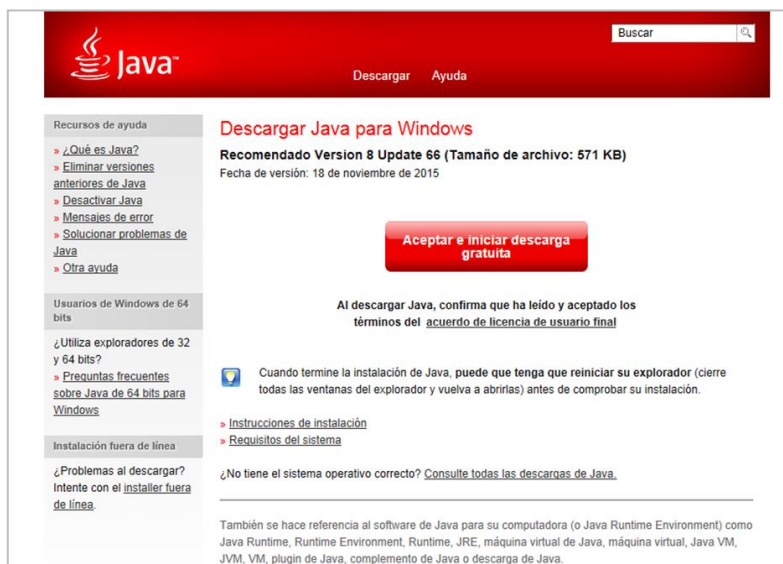 Java™
Buscar
Descargar Ayuda
Recursos de ayuda
» ¿Qué es Java?
» Eliminar versiones
anteriores de Java
» Desactivar Java
» Mensajes de error
» Solucionar problemas de
Java
» Otra ayuda
Usuarios de Windows de 64
bits
¿Utiliza exploradores de 32
y 64 bits?
» Preguntas frecuentes
sobre Java de 64 bits para
Windows
Instalación fuera de línea
¿Problemas al descargar?
Intente con el installer fuera
de línea.
Descargar Java para Windows
Recomendado Version 8 Update 66 (Tamaño de archivo: 571 KB)
Fecha de versión: 18 de noviembre de 2015
Aceptar e iniciar descarga
gratuita
Al descargar Java, confirma que ha leído y aceptado los
términos del acuerdo de licencia de usuario final
Cuando termine la instalación de Java, puede que tenga que reiniciar su explorador (cierre
todas las ventanas del explorador y vuelva a abrirlas) antes de comprobar su instalación.
» Instrucciones de instalación
» Requisitos del sistema
¿No tiene el sistema operativo correcto? Consulte todas las descargas de Java.
También se hace referencia al software de Java para su computadora (o Java Runtime Environment) como
Java Runtime, Runtime Environment, Runtime, JRE, máquina virtual de Java, máquina virtual, Java VM,
JVM, VM, plugin de Java, complemento de Java o descarga de Java.